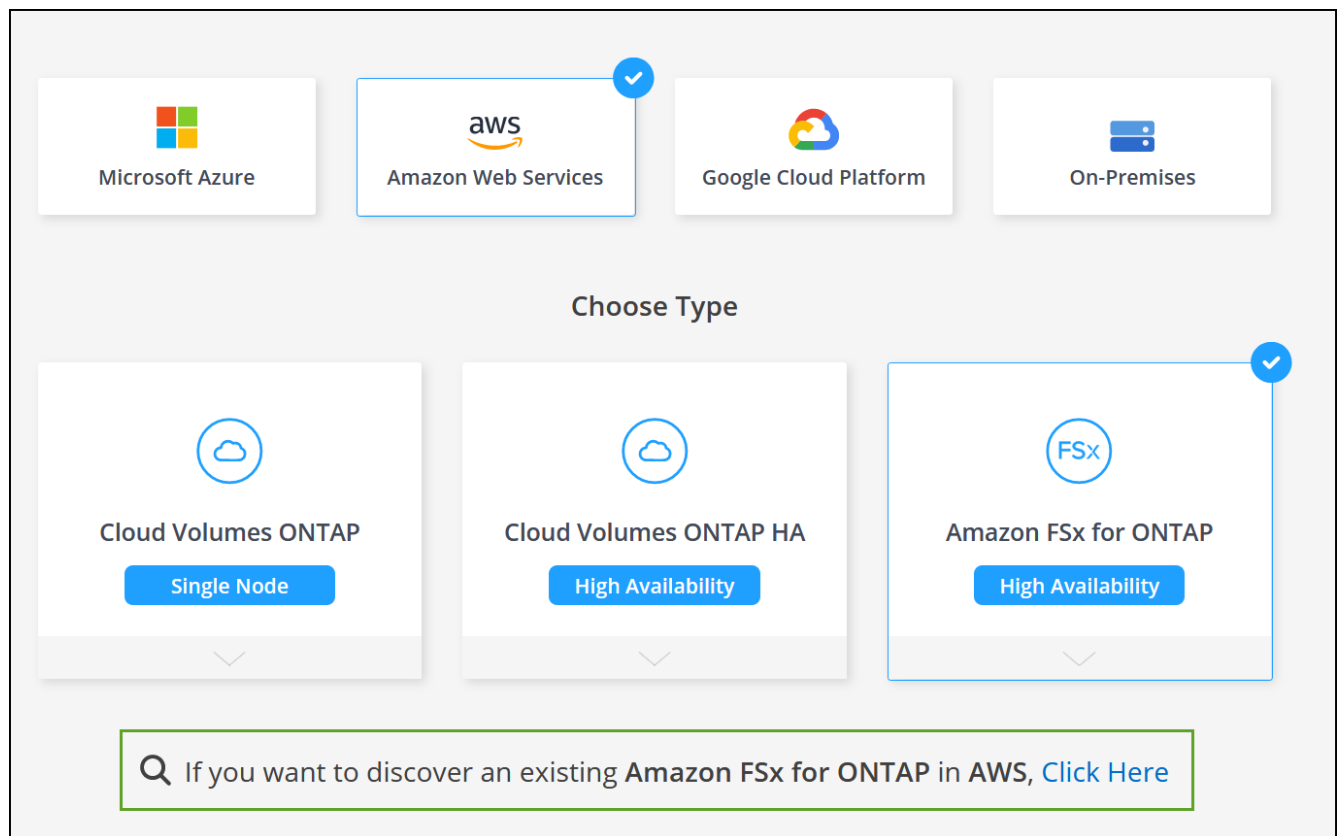 aws
Microsoft Azure
Amazon Web Services
Google Cloud Platform
On-Premises
Choose Type
FSx
Cloud Volumes ONTAP
Cloud Volumes ONTAP HA
Amazon FSx for ONTAP
Single Node
High Availability
High Availability
If you want to discover an existing Amazon FSx for ONTAP in AWS, Click Here